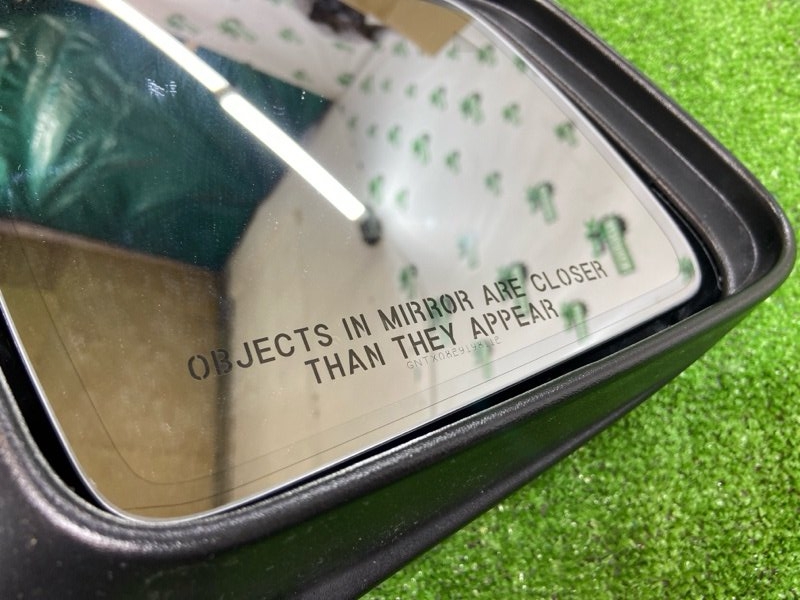 OBJECTS IN MIRROR ARE CLOSER
THAN THEY APPEAR